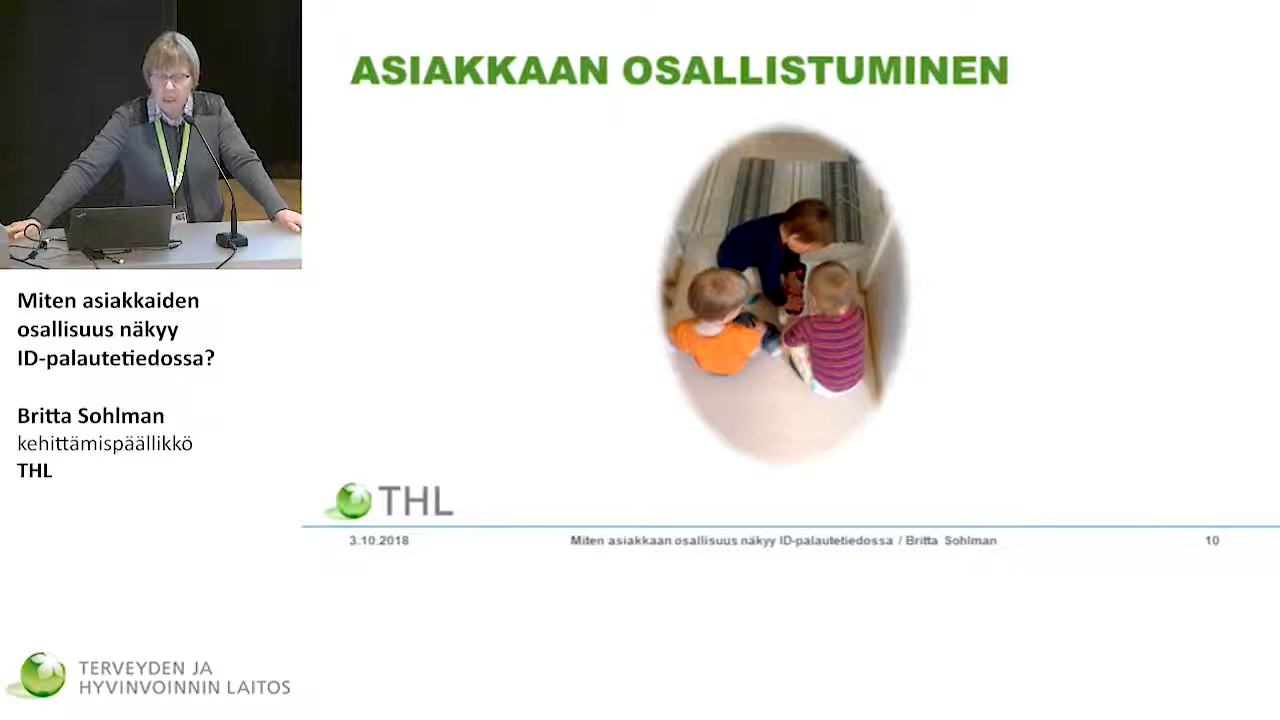 ASIAKKAAN OSALLISTUMINEN
Miten asiakkaiden
osallisuus näkyy
ID-palautetiedossa?
Britta Sohlman
kehittämispäällikkö
THL
THL
3.10.2018
Miten asiakkaan osallisuus näkyy ID-palautetiedossa / Britta Sohlman
10
TERVEYDEN JA
HYVINVOINNIN LAITOS